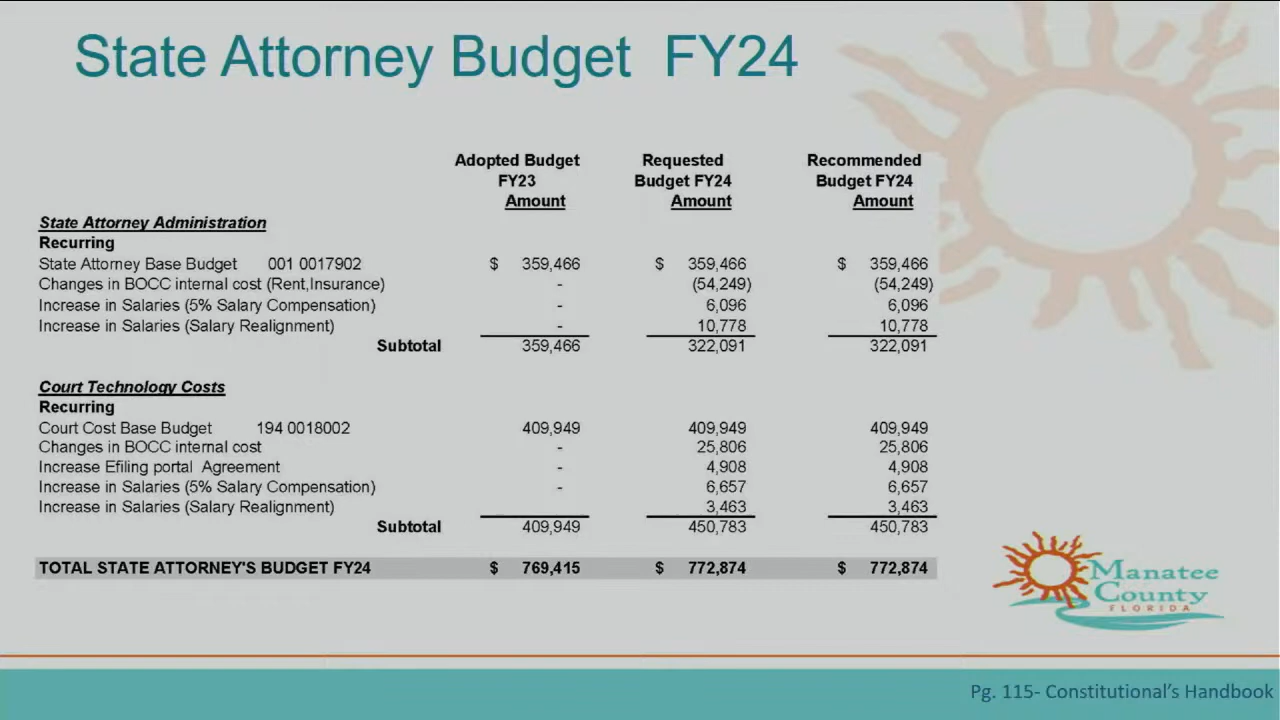 State Attorney Budget FY24
Adopted Budget Requested Recommended
FY23 Budget FY24 Budget FY24
Amount Amount Amount
State Attorney Administration
Recurring
State Attorney Base Budget 001 0017902 $ 359,466 $ 359,466 $ 359,466
Changes in BOCC internal cost (Rent,Insurance) - (54,249) (54,249)
Increase in Salaries (5% Salary Compensation) - 6,096 6,096
Increase in Salaries (Salary Realignment) - 10,778 10,778
Subtotal 359,466 322,091 322,091
Court Technology Costs
Recurring
Court Cost Base Budget 194 0018002 409,949 409,949 409,949
Changes in BOCC internal cost - 25,806 25,806
Increase Efiling portal Agreement - 4,908 4,908
Increase in Salaries (5% Salary Compensation) - 6,657 6,657
Increase in Salaries (Salary Realignment) 3,463 3,463
Subtotal 409,949 450,783 450,783
TOTAL STATE ATTORNEY'S BUDGET FY24 $ 769,415 $ 772,874 $ 772,874
Manatee
County
FLORIDA
Pg. 115- Constitutional's Handbook